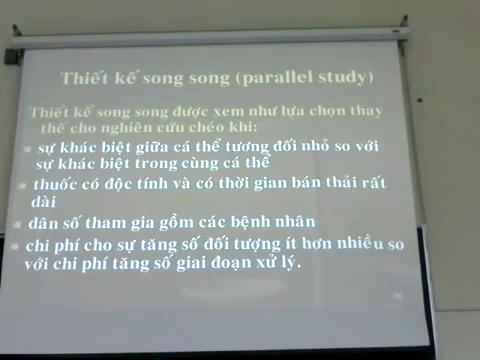 Thiết kế song song (parallel study)
Thiết kế song song được xem như lựa chọn thay
thế cho nghiên cứu chéo khi:
sự khác biệt giữa cá thể tương đối nhỏ so với
sự khác biệt trong cùng cá thể
thuốc có độc tính và có thời gian bán thải rất
dài
dân số tham gia gồm các bệnh nhân
chi phí cho sự tăng số đối tượng ít hơn nhiều so
với chi phí tăng số giai đoạn xử lý.